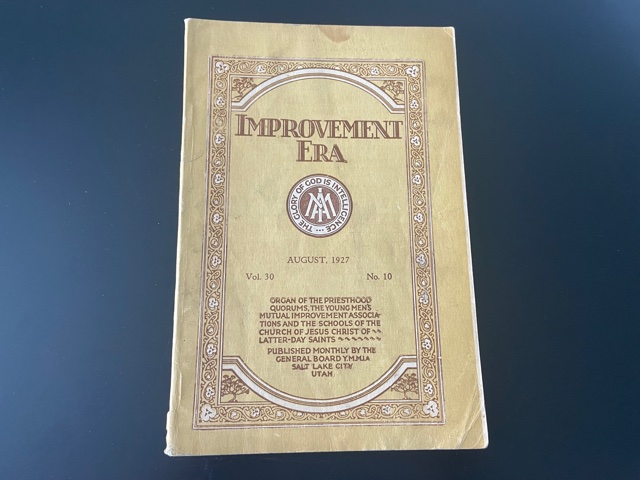 IMPROVEMENT
ERA
THE GLORY OF GOD IS INTELLIGENCE
MIA
AUGUST, 1927
Vol. 30 No. 10
ORGAN OF THE PRIESTHOOD
QUORUMS, THE YOUNG MEN'S
MUTUAL IMPROVEMENT ASSOCIA-
TIONS AND THE SCHOOLS OF THE
CHURCH OF JESUS CHRIST OF
LATTER-DAY SAINTS
PUBLISHED MONTHLY BY THE
GENERAL BOARD Y.M.M.I.A
SALT LAKE CITY
UTAH